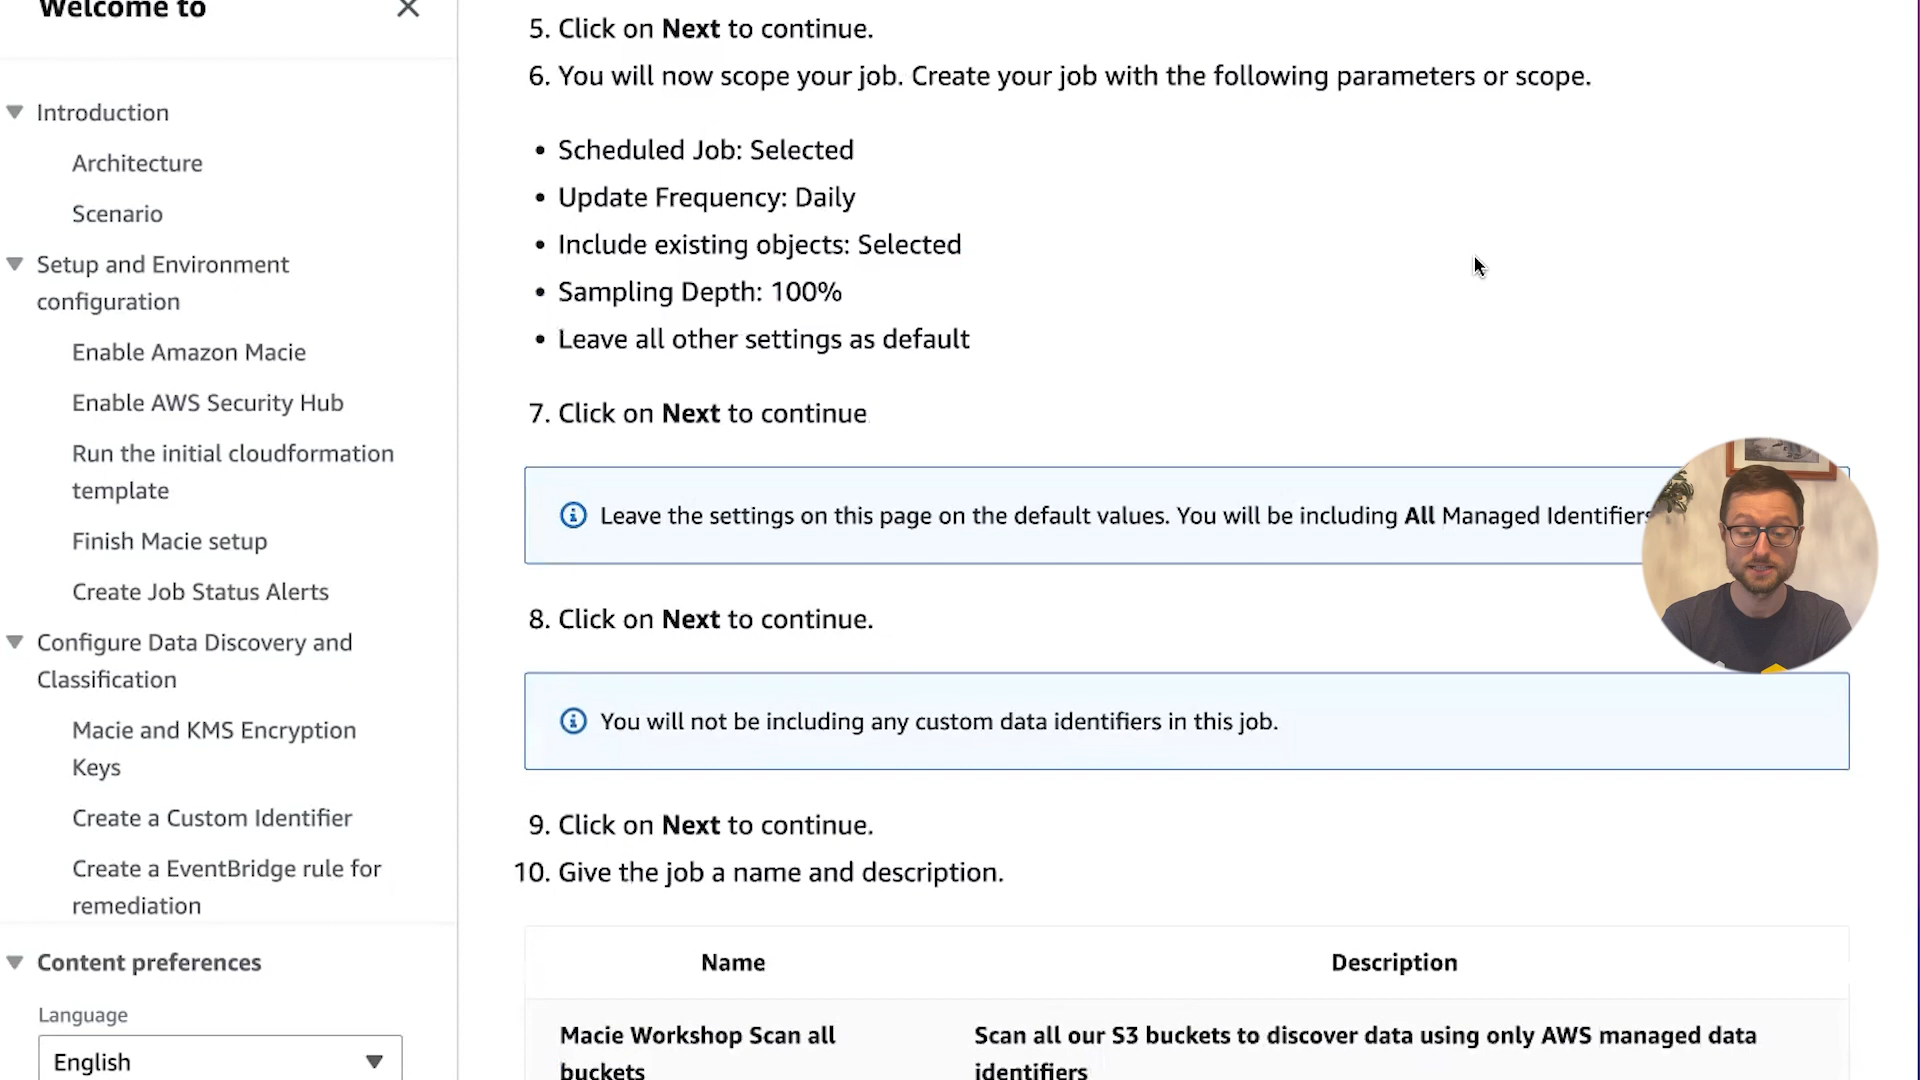 Welcome to
Introduction
Architecture
Scenario
Setup and Environment
configuration
Enable Amazon Macie
Enable AWS Security Hub
Run the initial cloudformation
template
Finish Macie setup
Create Job Status Alerts
Configure Data Discovery and
Classification
Macie and KMS Encryption
Keys
Create a Custom Identifier
Create a EventBridge rule for
remediation
Content preferences
Language
English
5. Click on Next to continue.
6. You will now scope your job. Create your job with the following parameters or scope.
• Scheduled Job: Selected
• Update Frequency: Daily
• Include existing objects: Selected
• Sampling Depth: 100%
• Leave all other settings as default
7. Click on Next to continue
Leave the settings on this page on the default values. You will be including All Managed Identifiers
8. Click on Next to continue.
You will not be including any custom data identifiers in this job.
9. Click on Next to continue.
10. Give the job a name and description.
Name Description
Macie Workshop Scan all
buckets
Scan all our S3 buckets to discover data using only AWS managed data
identifiers